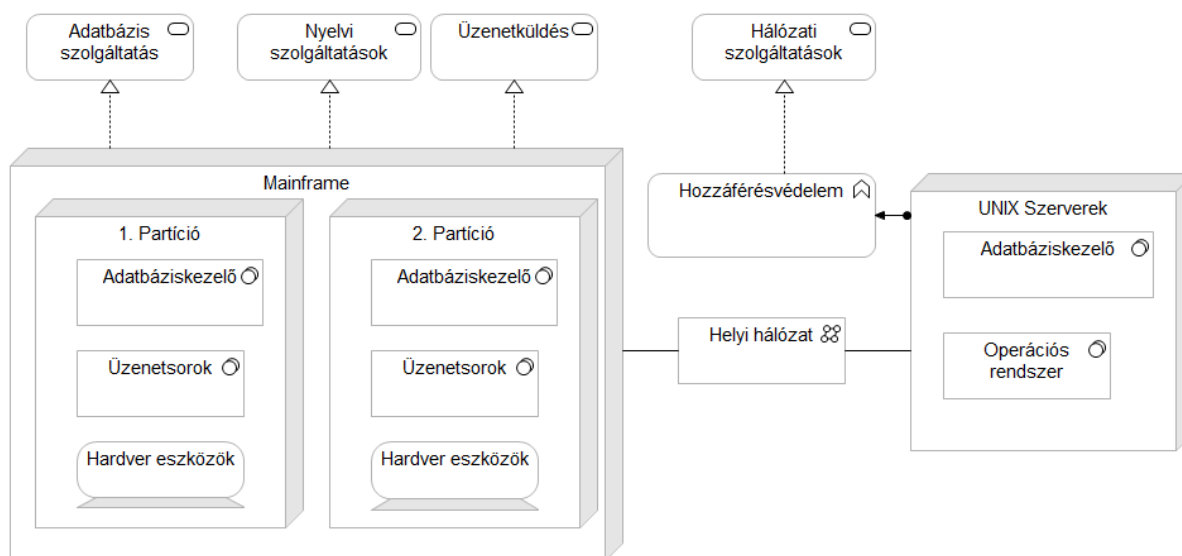 Adatbázis
szolgáltatás
Nyelvi
szolgáltatások
Üzenetküldés
Hálózati
szolgáltatások
Mainframe
1. Partíció
Adatbáziskezelő
Üzenetsorok
Hardver eszközök
2. Partíció
Adatbáziskezelő
Üzenetsorok
Hardver eszközök
Hozzáférésvédelem
Helyi hálózat
UNIX Szerverek
Adatbáziskezelő
Operációs
rendszer